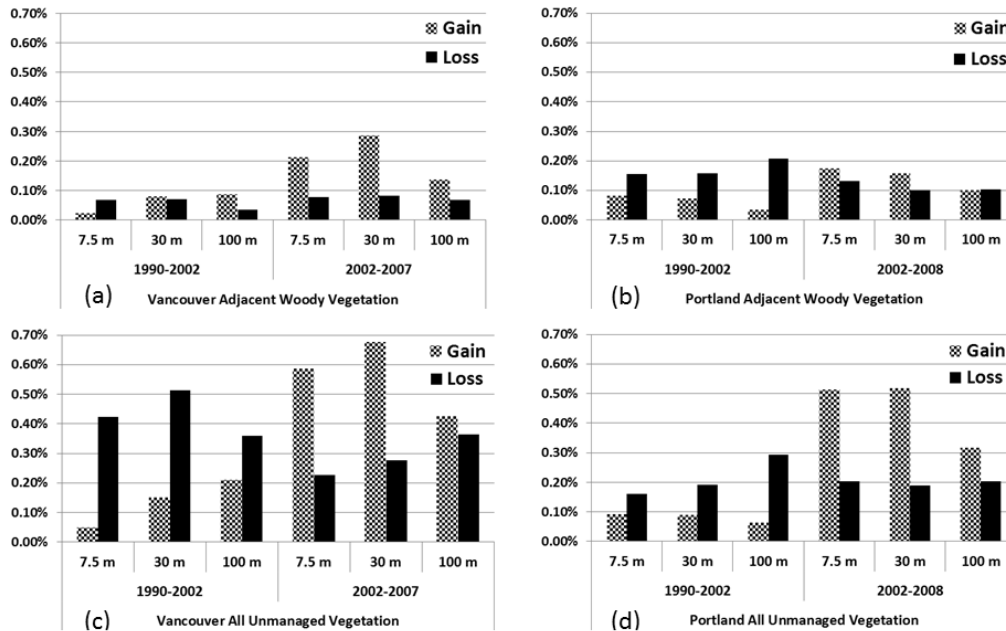 0.70%
0.60%
0.50%
0.40%
0.30%
0.20%
0.10%
0.00%
Gain
Loss
7.5 m 30 m 100 m 7.5 m 30 m 100 m
1990-2002 2002-2007
(a) Vancouver Adjacent Woody Vegetation
0.70%
0.60%
0.50%
0.40%
0.30%
0.20%
0.10%
0.00%
Gain
Loss
7.5 m 30 m 100 m 7.5 m 30 m 100 m
1990-2002 2002-2008
(b) Portland Adjacent Woody Vegetation
0.70%
0.60%
0.50%
0.40%
0.30%
0.20%
0.10%
0.00%
Gain
Loss
7.5 m 30 m 100 m 7.5 m 30 m 100 m
1990-2002 2002-2007
(c) Vancouver All Unmanaged Vegetation
0.70%
0.60%
0.50%
0.40%
0.30%
0.20%
0.10%
0.00%
Gain
Loss
7.5 m 30 m 100 m 7.5 m 30 m 100 m
1990-2002 2002-2008
(d) Portland All Unmanaged Vegetation